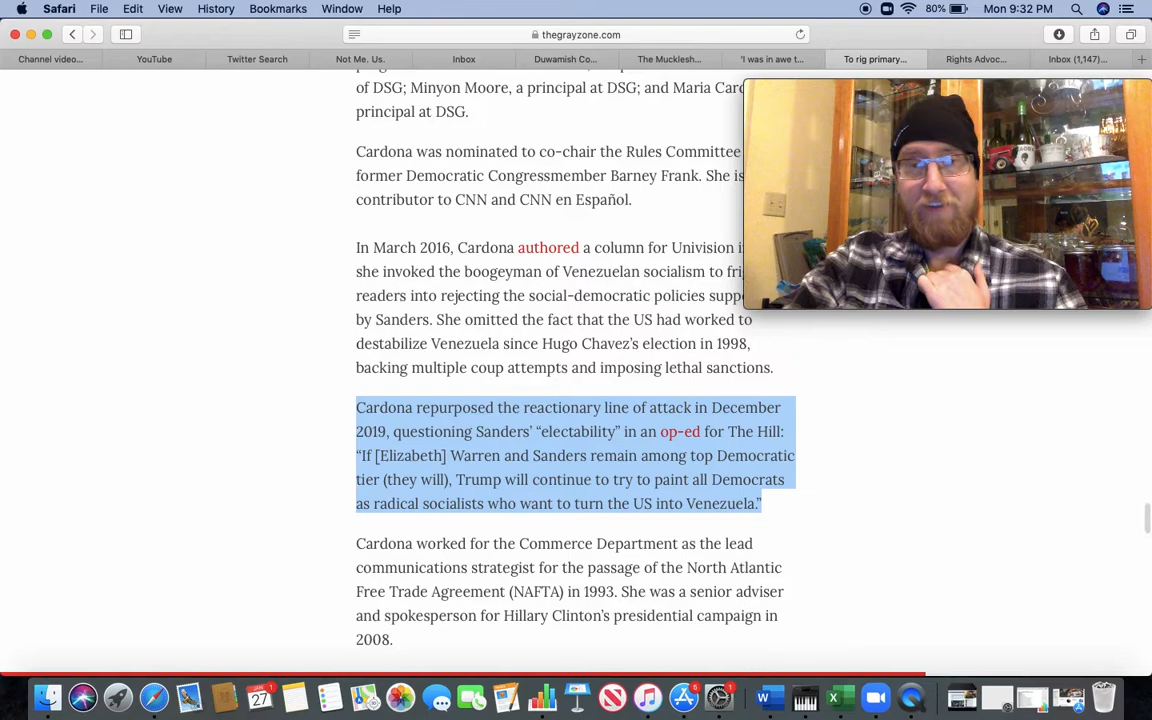 Safari File Edit View History Bookmarks Window Help 80% Mon 9:32 PM
thegrayzone.com
Channel video... YouTube Twitter Search Not Me. Us. Inbox Duwamish Co... The Mucklesh... 'I was in awe t... To rig primary... Rights Advoc... Inbox (1,147)...
of DSG; Minyon Moore, a principal at DSG; and Maria Card
principal at DSG.
Cardona was nominated to co-chair the Rules Committee
former Democratic Congressmember Barney Frank. She is
contributor to CNN and CNN en Español.
In March 2016, Cardona authored a column for Univision i
she invoked the boogeyman of Venezuelan socialism to fri
readers into rejecting the social-democratic policies supp
by Sanders. She omitted the fact that the US had worked to
destabilize Venezuela since Hugo Chavez's election in 1998,
backing multiple coup attempts and imposing lethal sanctions.
Cardona repurposed the reactionary line of attack in December
2019, questioning Sanders' “electability” in an op-ed for The Hill:
“If [Elizabeth] Warren and Sanders remain among top Democratic
tier (they will), Trump will continue to try to paint all Democrats
as radical socialists who want to turn the US into Venezuela.”
Cardona worked for the Commerce Department as the lead
communications strategist for the passage of the North Atlantic
Free Trade Agreement (NAFTA) in 1993. She was a senior adviser
and spokesperson for Hillary Clinton's presidential campaign in
2008.